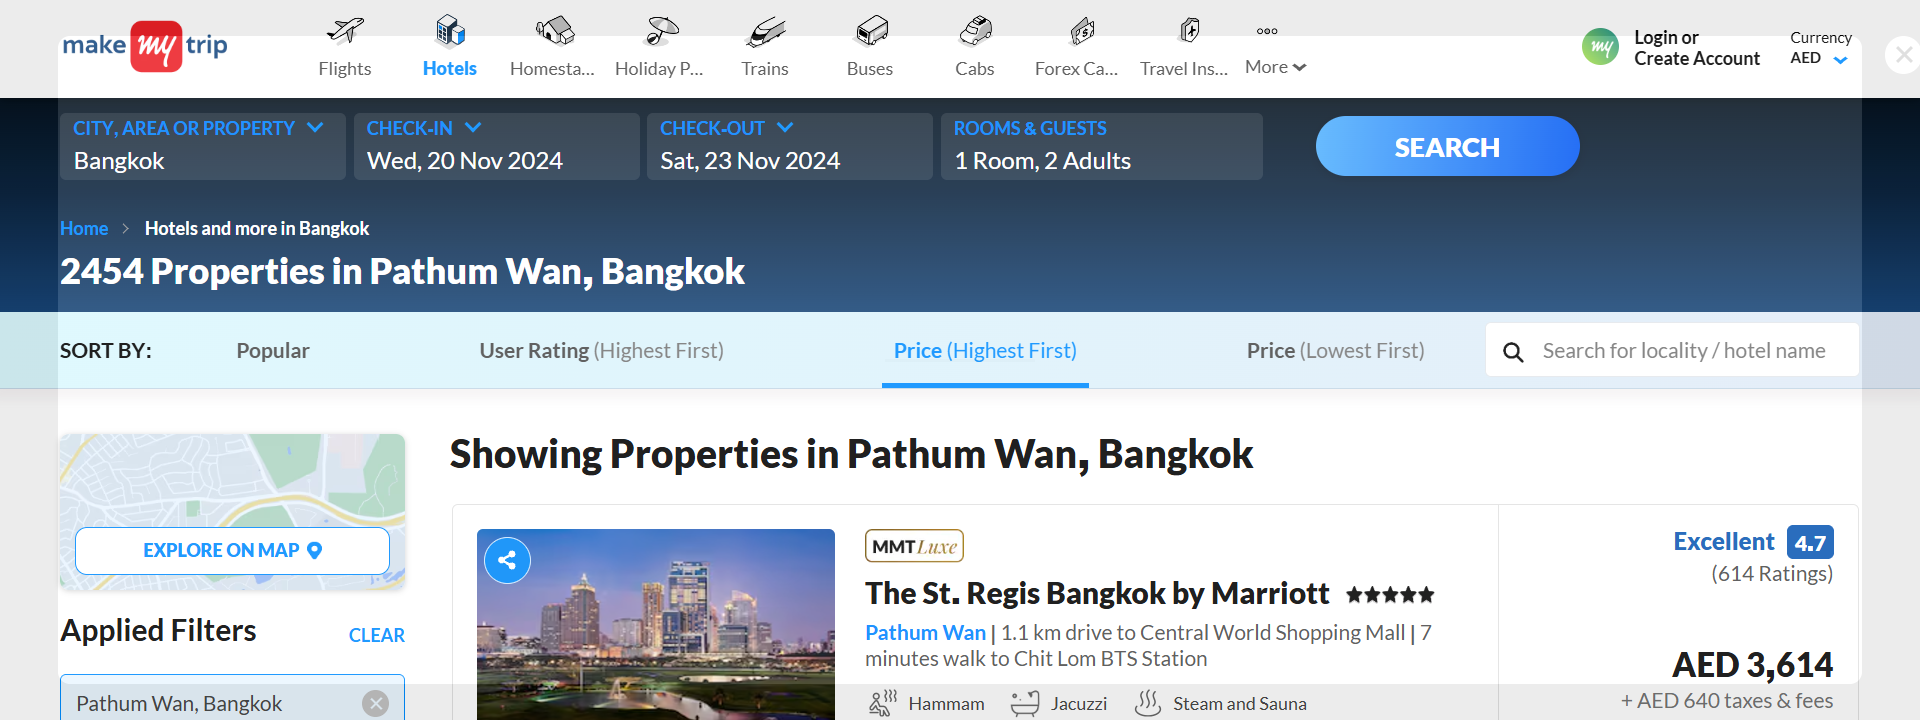 make my trip
Flights
Hotels
Homesta...
Holiday P...
Trains
Buses
Cabs
Forex Ca...
Travel Ins...
More
my
Login or
Create Account
Currency
AED
CITY, AREA OR PROPERTY
Bangkok
CHECK-IN
Wed, 20 Nov 2024
CHECK-OUT
Sat, 23 Nov 2024
ROOMS & GUESTS
1 Room, 2 Adults
SEARCH
Home
Hotels and more in Bangkok
2454 Properties in Pathum Wan, Bangkok
SORT BY:
Popular
User Rating (Highest First)
Price (Highest First)
Price (Lowest First)
Search for locality / hotel name
EXPLORE ON MAP
Applied Filters
CLEAR
Pathum Wan, Bangkok
Showing Properties in Pathum Wan, Bangkok
MMT Luxe
The St. Regis Bangkok by Marriott
Pathum Wan | 1.1 km drive to Central World Shopping Mall | 7
minutes walk to Chit Lom BTS Station
Hammam
Jacuzzi
Steam and Sauna
Excellent 4.7
(614 Ratings)
AED 3,614
+ AED 640 taxes & fees